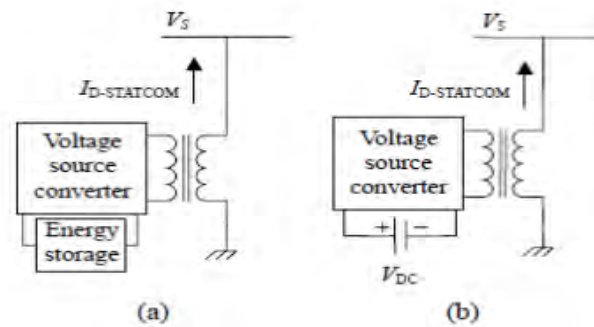 V_S
I_D-STATCOM
Voltage
source
converter
Energy
storage
(a)
V_S
I_D-STATCOM
Voltage
source
converter
+ −
V_DC
(b)